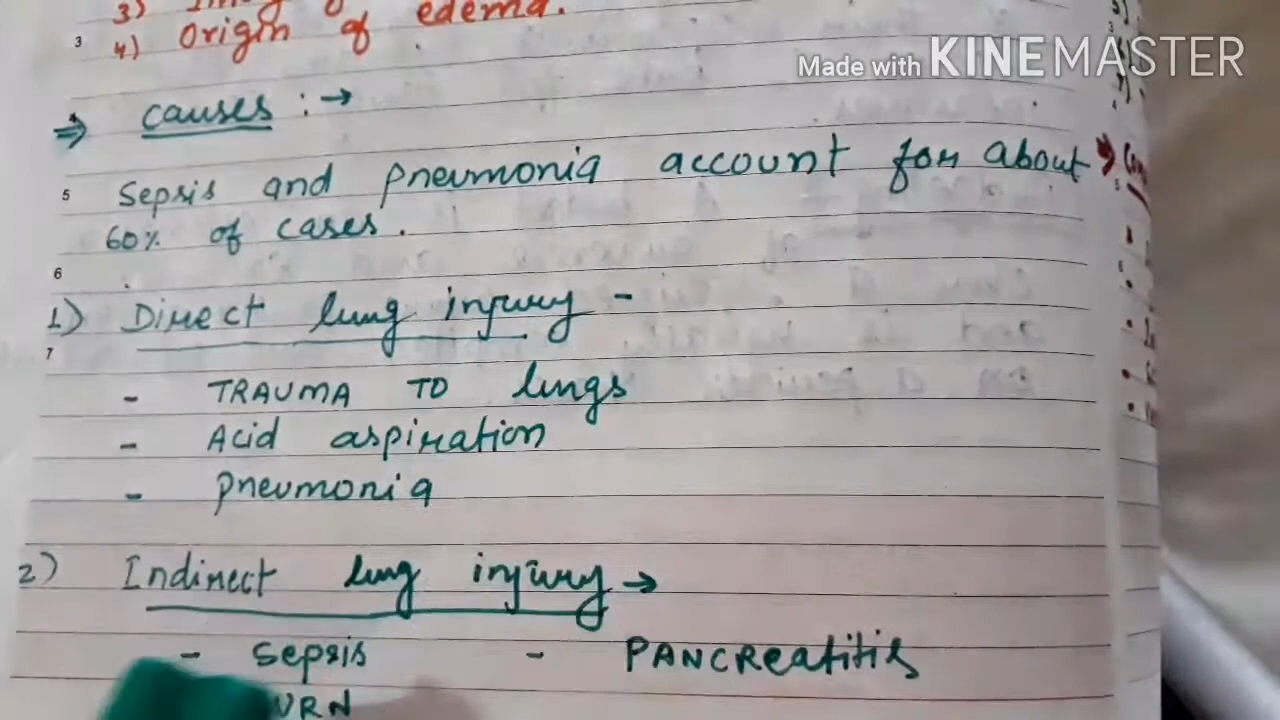 3)
4) Origin of edema.
Made with KINEMASTER
⇒ causes :→
Sepsis and pneumonia account for about
60% of cases.
1) Direct lung injury -
- TRAUMA TO lungs
- Acid aspiration
- pneumonia
2) Indirect lung injury →
- Sepsis - PANCREATITIS